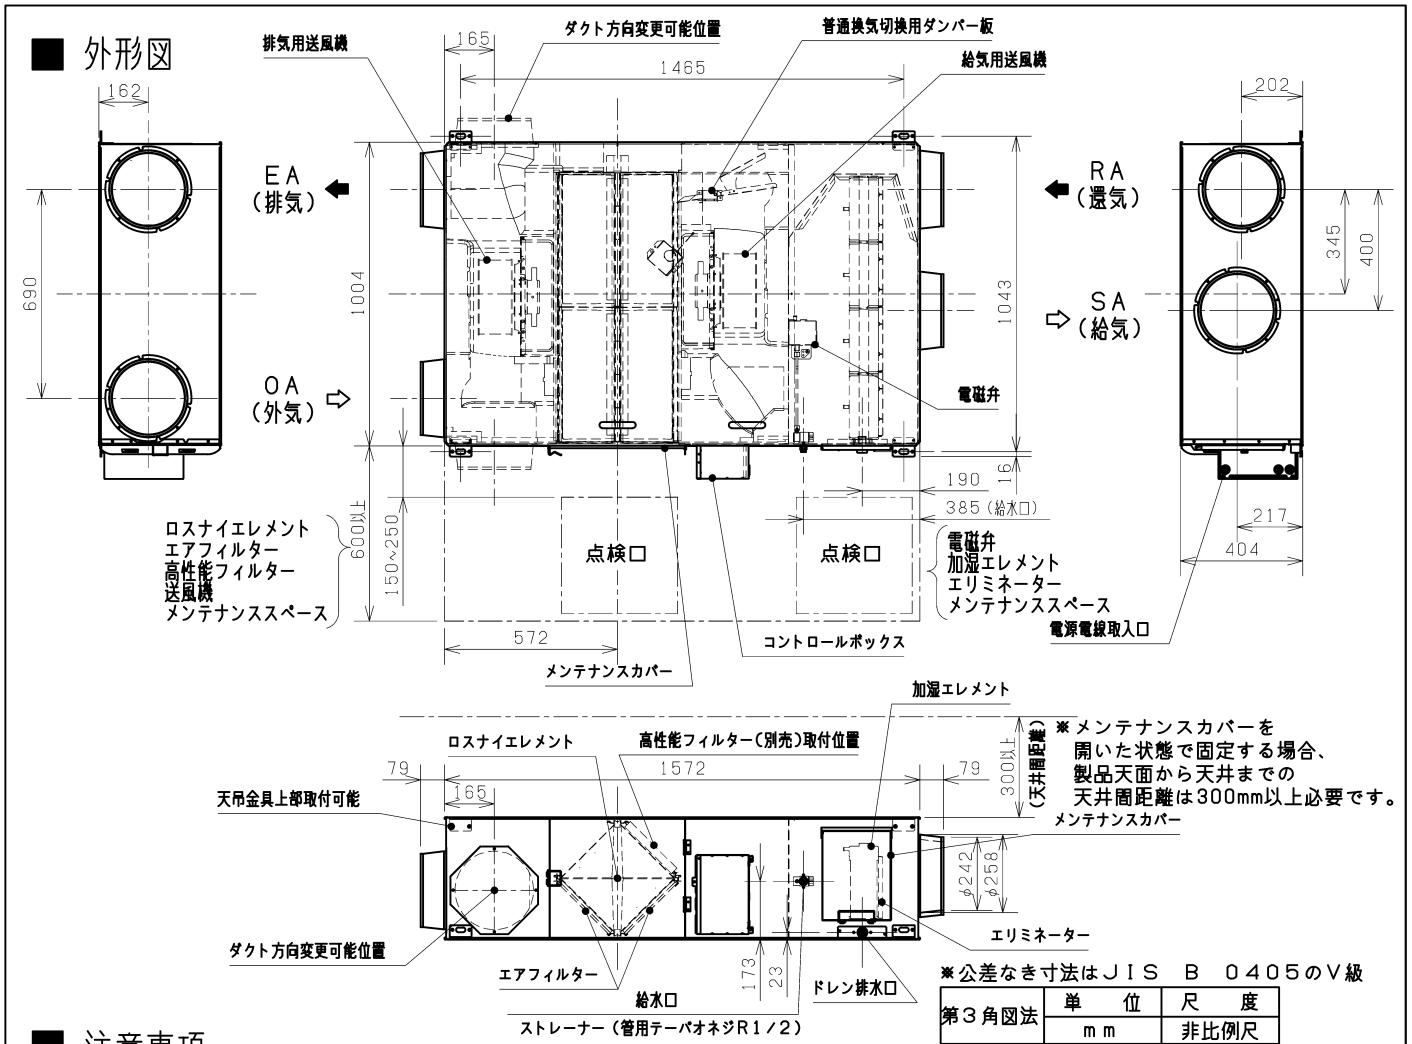 ■ 外形図
排気用送風機
165
ダクト方向変更可能位置
普通換気切換用ダンパー板
給気用送風機
1465
162
202
EA
(排気)
RA
(還気)
690
1004
1043
345
400
SA
(給気)
OA
(外気)
電磁弁
16
190
385(給水口)
217
404
600以上
150~250
ロスナイエレメント
エアフィルター
高性能フィルター
送風機
メンテナンススペース
点検口
点検口
電磁弁
加湿エレメント
エリミネーター
メンテナンススペース
電源電線取入口
572
コントロールボックス
メンテナンスカバー
加湿エレメント
ロスナイエレメント
高性能フィルター(別売)取付位置
300以上
(天井間距離)
※メンテナンスカバーを
開いた状態で固定する場合、
製品天面から天井までの
天井間距離は300mm以上必要です。
79
1572
79
165
天吊金具上部取付可能
メンテナンスカバー
φ242
φ258
ダクト方向変更可能位置
エアフィルター
173
23
エリミネーター
ドレン排水口
給水口
ストレーナー(管用テーパオネジR1/2)
※公差なき寸法はJIS B 0405のV級
第3角図法
単 位
尺 度
mm
非比例尺
■ 注意事項